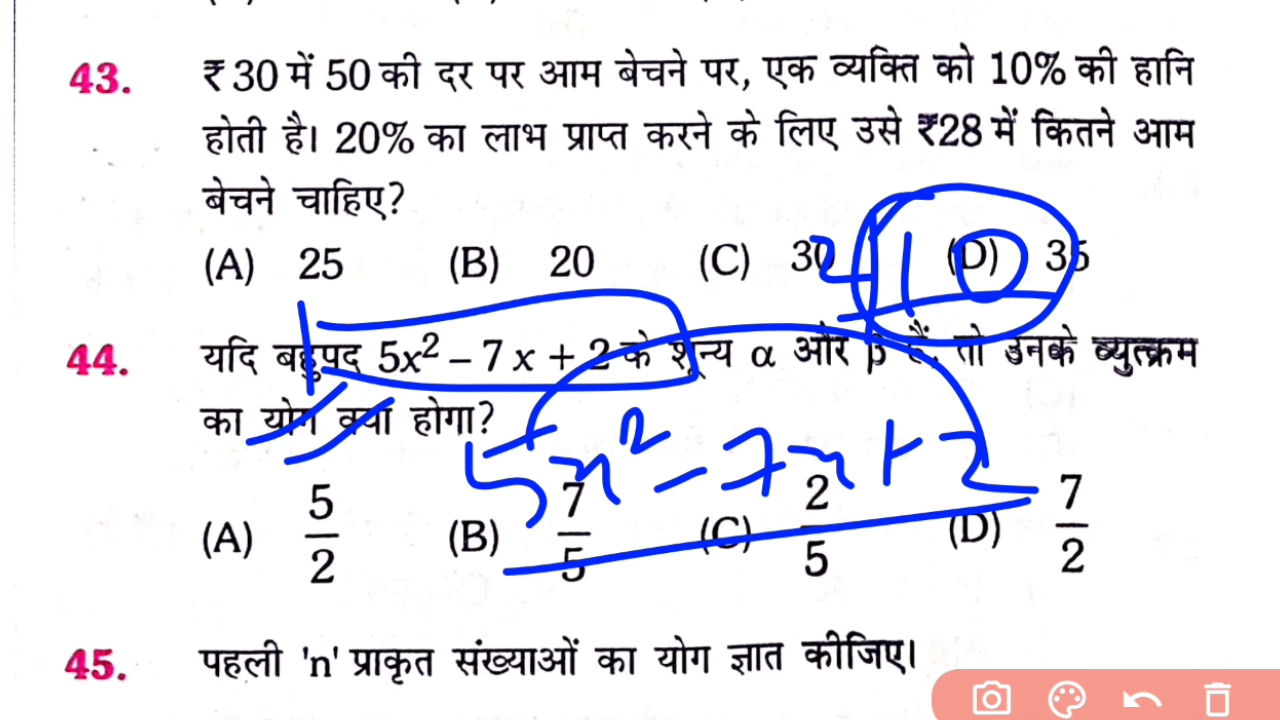 43. ₹30 में 50 की दर पर आम बेचने पर, एक व्यक्ति को 10% की हानि
होती है। 20% का लाभ प्राप्त करने के लिए उसे ₹28 में कितने आम
बेचने चाहिए?
(A) 25 (B) 20 (C) 30 (D) 35
2 10
44. यदि बहुपद 5x² – 7x + 2 के शून्य α और β हैं, तो उनके व्युत्क्रम
का योग क्या होगा?
5x² - 7x + 2
(A) 5/2 (B) 7/5 (C) 2/5 (D) 7/2
45. पहली 'n' प्राकृत संख्याओं का योग ज्ञात कीजिए।